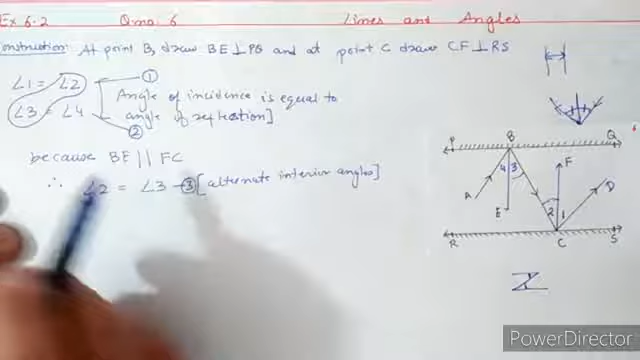 Ex 6.2 Qno. 6 Lines and Angles
Construction: At point B, draw BE⊥PQ and at point C draw CF⊥RS
∠1 = ∠2 ①
Angle of incidence is equal to
∠3 = ∠4 angle of reflection]
②
because BE || FC
∴ ∠2 = ∠3 -③ [alternate interior angles]
P B Q
F
4 3
A D
E 2 1
R C S
Z
PowerDirector